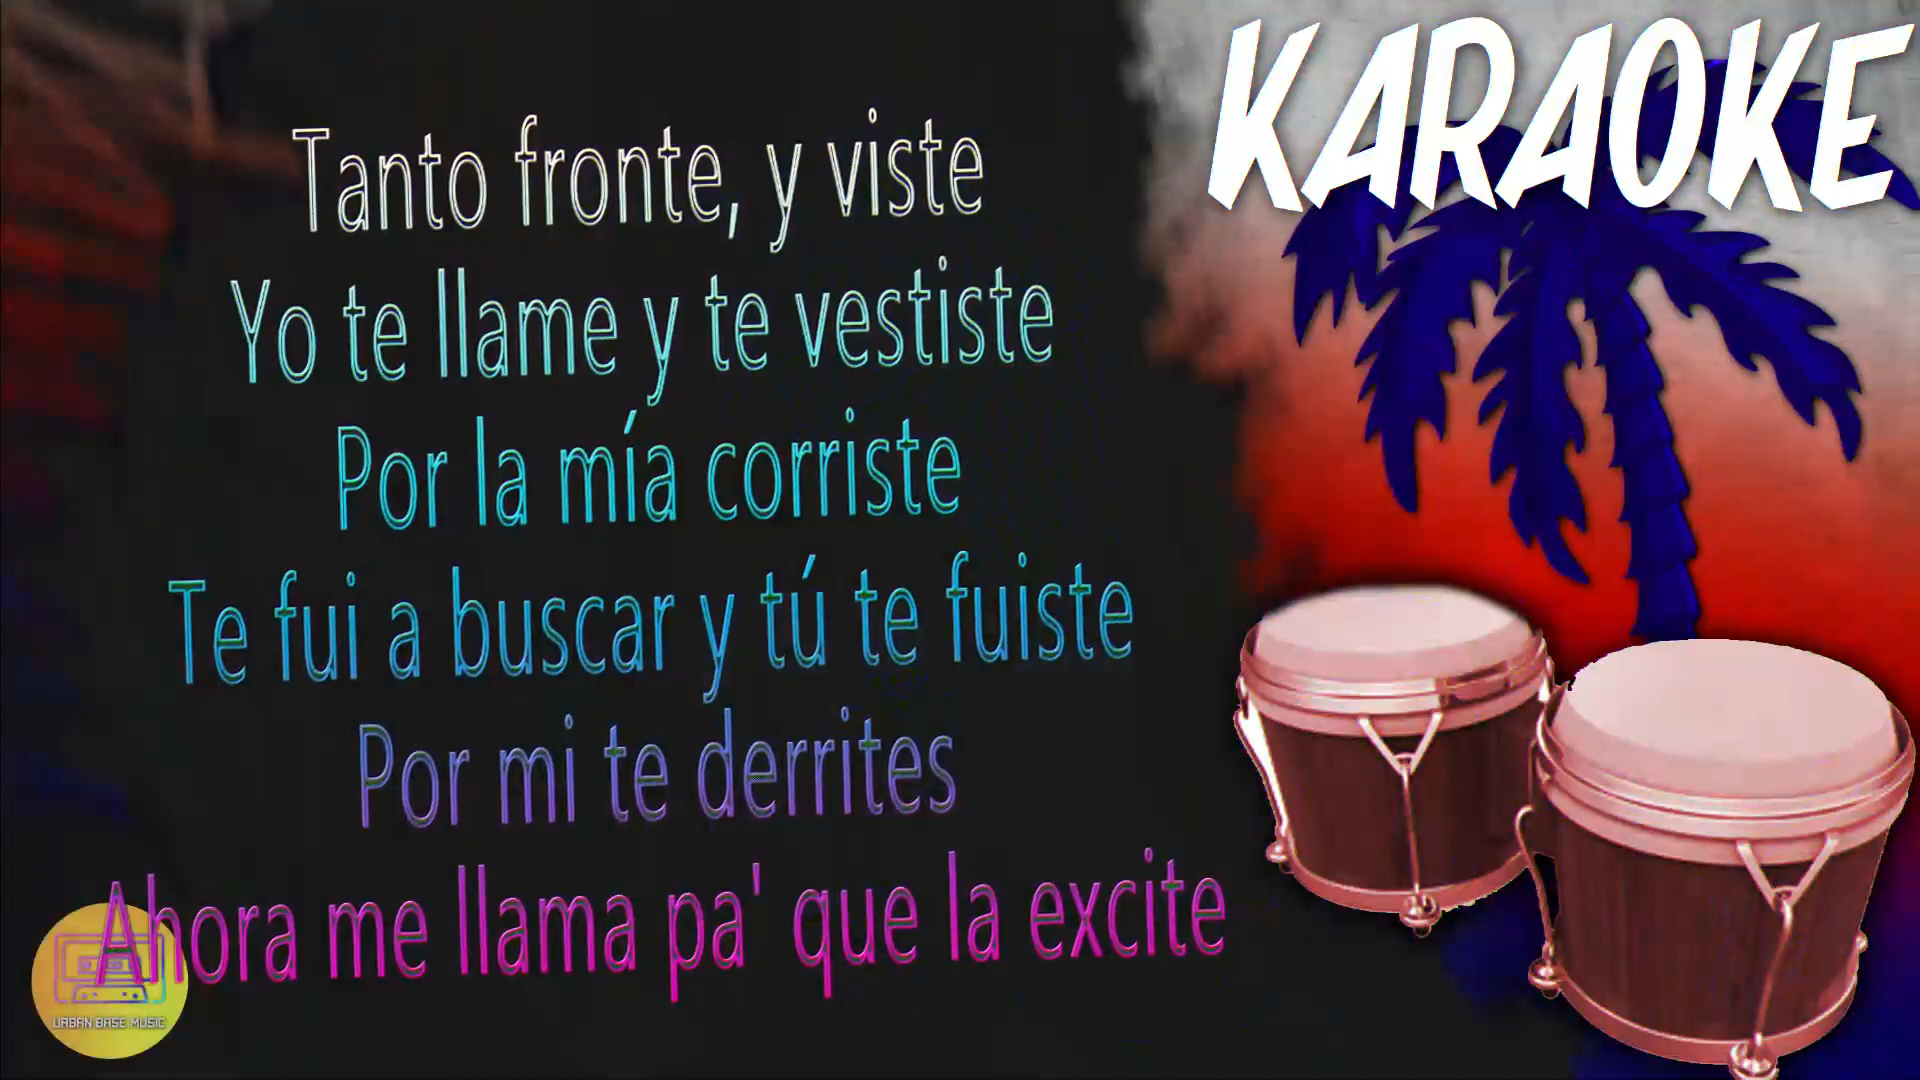 KARAOKE
Tanto fronte, y viste
Yo te llame y te vestiste
Por la mía corriste
Te fui a buscar y tú te fuiste
Por mi te derrites
Ahora me llama pa' que la excite
URBAN BASE MUSIC